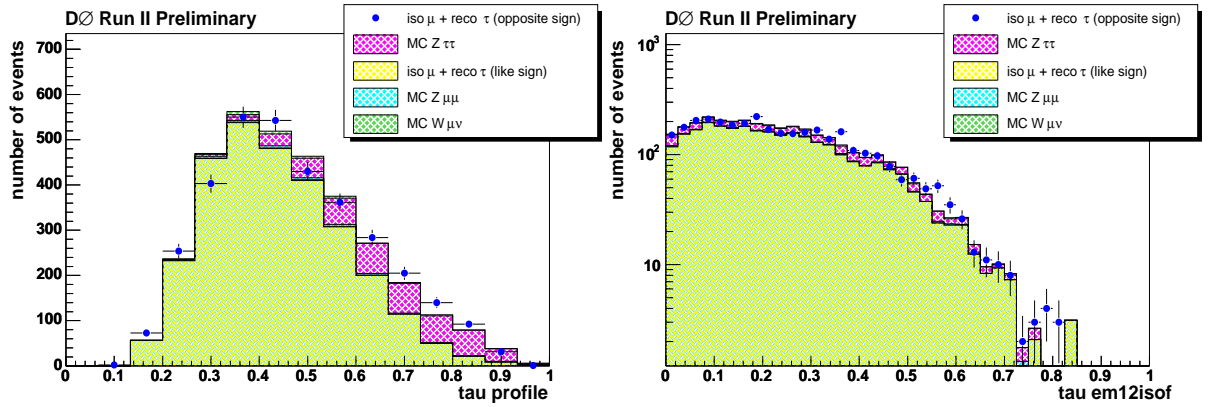 DØ Run II Preliminary
iso μ + reco τ (opposite sign)
MC Z ττ
iso μ + reco τ (like sign)
MC Z μμ
MC W μν
number of events
700
600
500
400
300
200
100
0
0 0.1 0.2 0.3 0.4 0.5 0.6 0.7 0.8 0.9 1
tau profile
DØ Run II Preliminary
iso μ + reco τ (opposite sign)
MC Z ττ
iso μ + reco τ (like sign)
MC Z μμ
MC W μν
number of events
10³
10²
10
0 0.1 0.2 0.3 0.4 0.5 0.6 0.7 0.8 0.9 1
tau em12isof